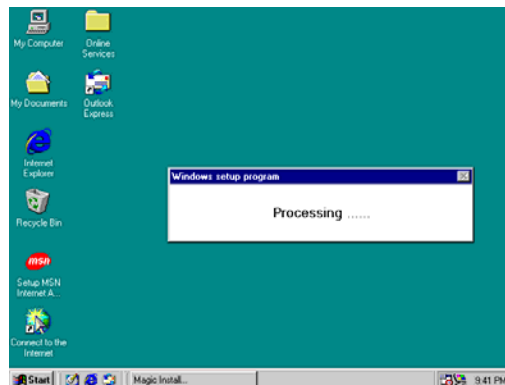 My Computer
Online
Services
My Documents
Outlook
Express
Internet
Explorer
Windows setup program
Processing ......
Recycle Bin
msn
Setup MSN
Internet A...
Connect to the
Internet
Start
Magic Install...
9:41 PM